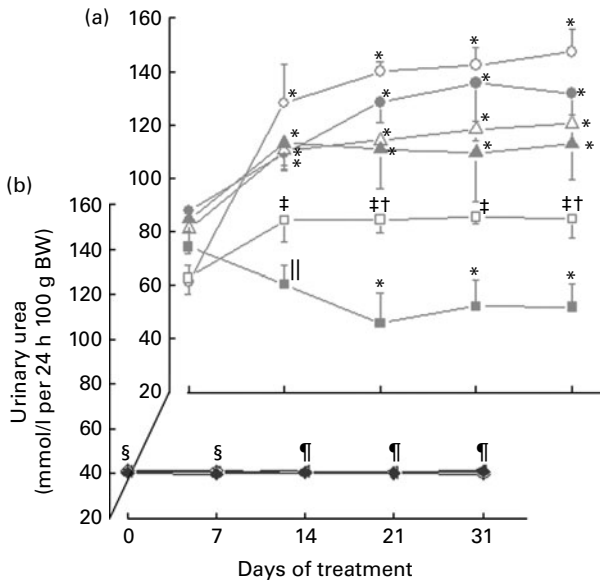 (a)
160
140
120
100
80
60
40
20
* * * *
* * *
* * * *
* * * *
‡ ‡† ‡ ‡†
|| * * *
(b)
160
140
120
100
80
60
40
20
§ § ¶ ¶ ¶
0 7 14 21 31
Days of treatment
Urinary urea
(mmol/l per 24 h 100 g BW)